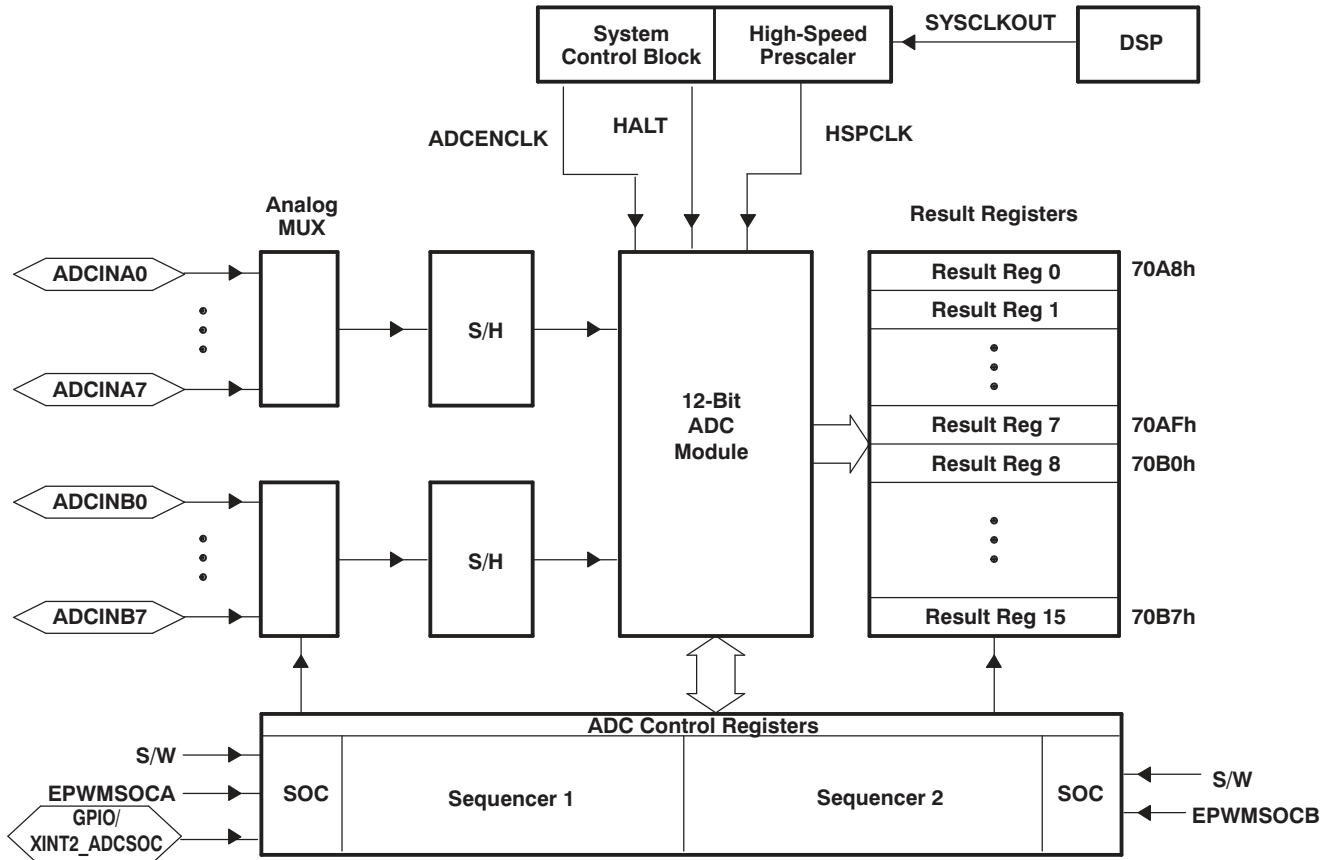 System
Control Block
High-Speed
Prescaler
SYSCLKOUT
DSP
ADCENCLK
HALT
HSPCLK
Analog
MUX
Result Registers
ADCINA0
ADCINA7
S/H
12-Bit
ADC
Module
Result Reg 0
70A8h
Result Reg 1
Result Reg 7
70AFh
Result Reg 8
70B0h
ADCINB0
ADCINB7
S/H
Result Reg 15
70B7h
ADC Control Registers
S/W
EPWMSOCA
GPIO/
XINT2_ADCSOC
SOC
Sequencer 1
Sequencer 2
SOC
S/W
EPWMSOCB